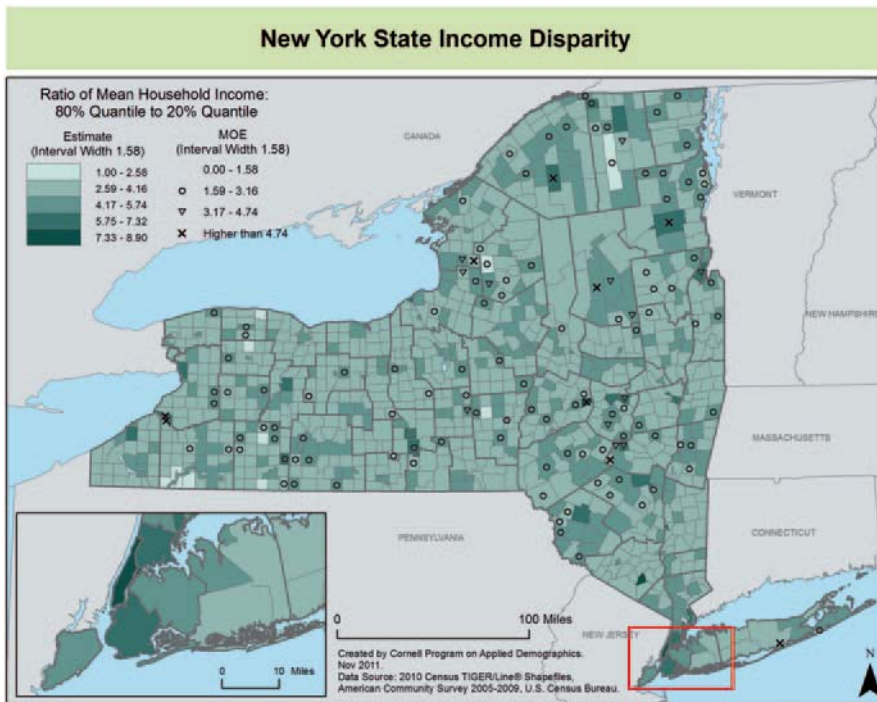 New York State Income Disparity
Ratio of Mean Household Income:
80% Quantile to 20% Quantile
Estimate
(Interval Width 1.58)
1.00 - 2.58
2.59 - 4.16
4.17 - 5.74
5.75 - 7.32
7.33 - 8.90
MOE
(Interval Width 1.58)
0.00 - 1.58
1.59 - 3.16
3.17 - 4.74
Higher than 4.74
CANADA
VERMONT
NEW HAMPSHIRE
MASSACHUSETTS
CONNECTICUT
PENNSYLVANIA
NEW JERSEY
0 100 Miles
0 10 Miles
Created by Cornell Program on Applied Demographics.
Nov 2011.
Data Source: 2010 Census TIGER/Line® Shapefiles,
American Community Survey 2005-2009, U.S. Census Bureau.
N